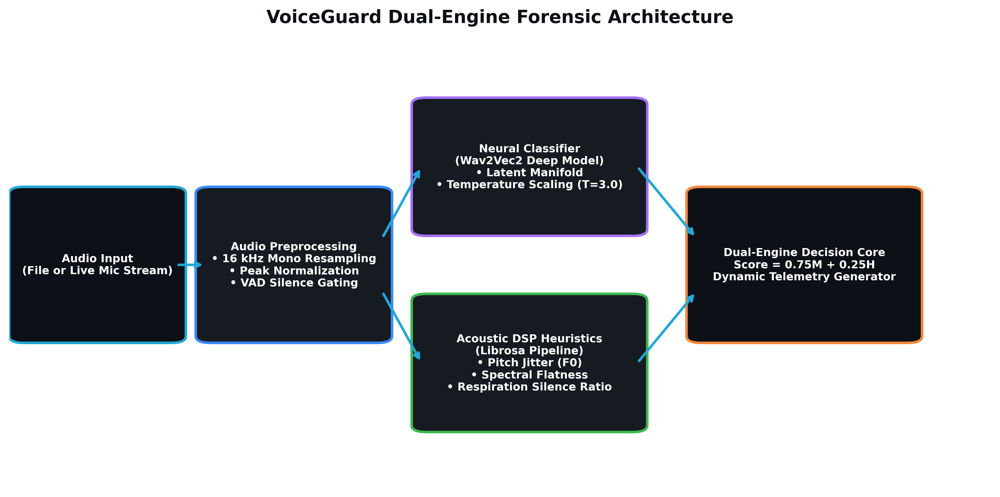 VoiceGuard Dual-Engine Forensic Architecture
Audio Input
(File or Live Mic Stream)
Audio Preprocessing
• 16 kHz Mono Resampling
• Peak Normalization
• VAD Silence Gating
Neural Classifier
(Wav2Vec2 Deep Model)
• Latent Manifold
• Temperature Scaling (T=3.0)
Acoustic DSP Heuristics
(Librosa Pipeline)
• Pitch Jitter (F0)
• Spectral Flatness
• Respiration Silence Ratio
Dual-Engine Decision Core
Score = 0.75M + 0.25H
Dynamic Telemetry Generator